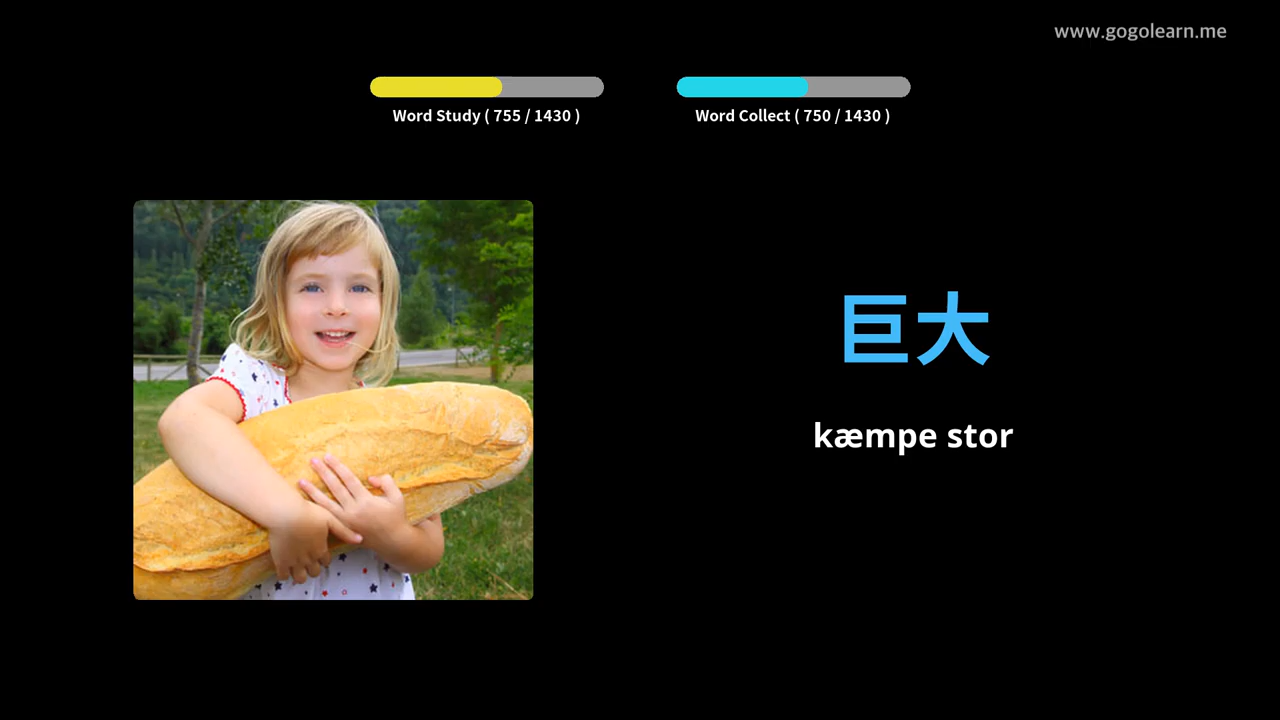 www.gogolearn.me
Word Study ( 755 / 1430 )
Word Collect ( 750 / 1430 )
巨大
kæmpe stor